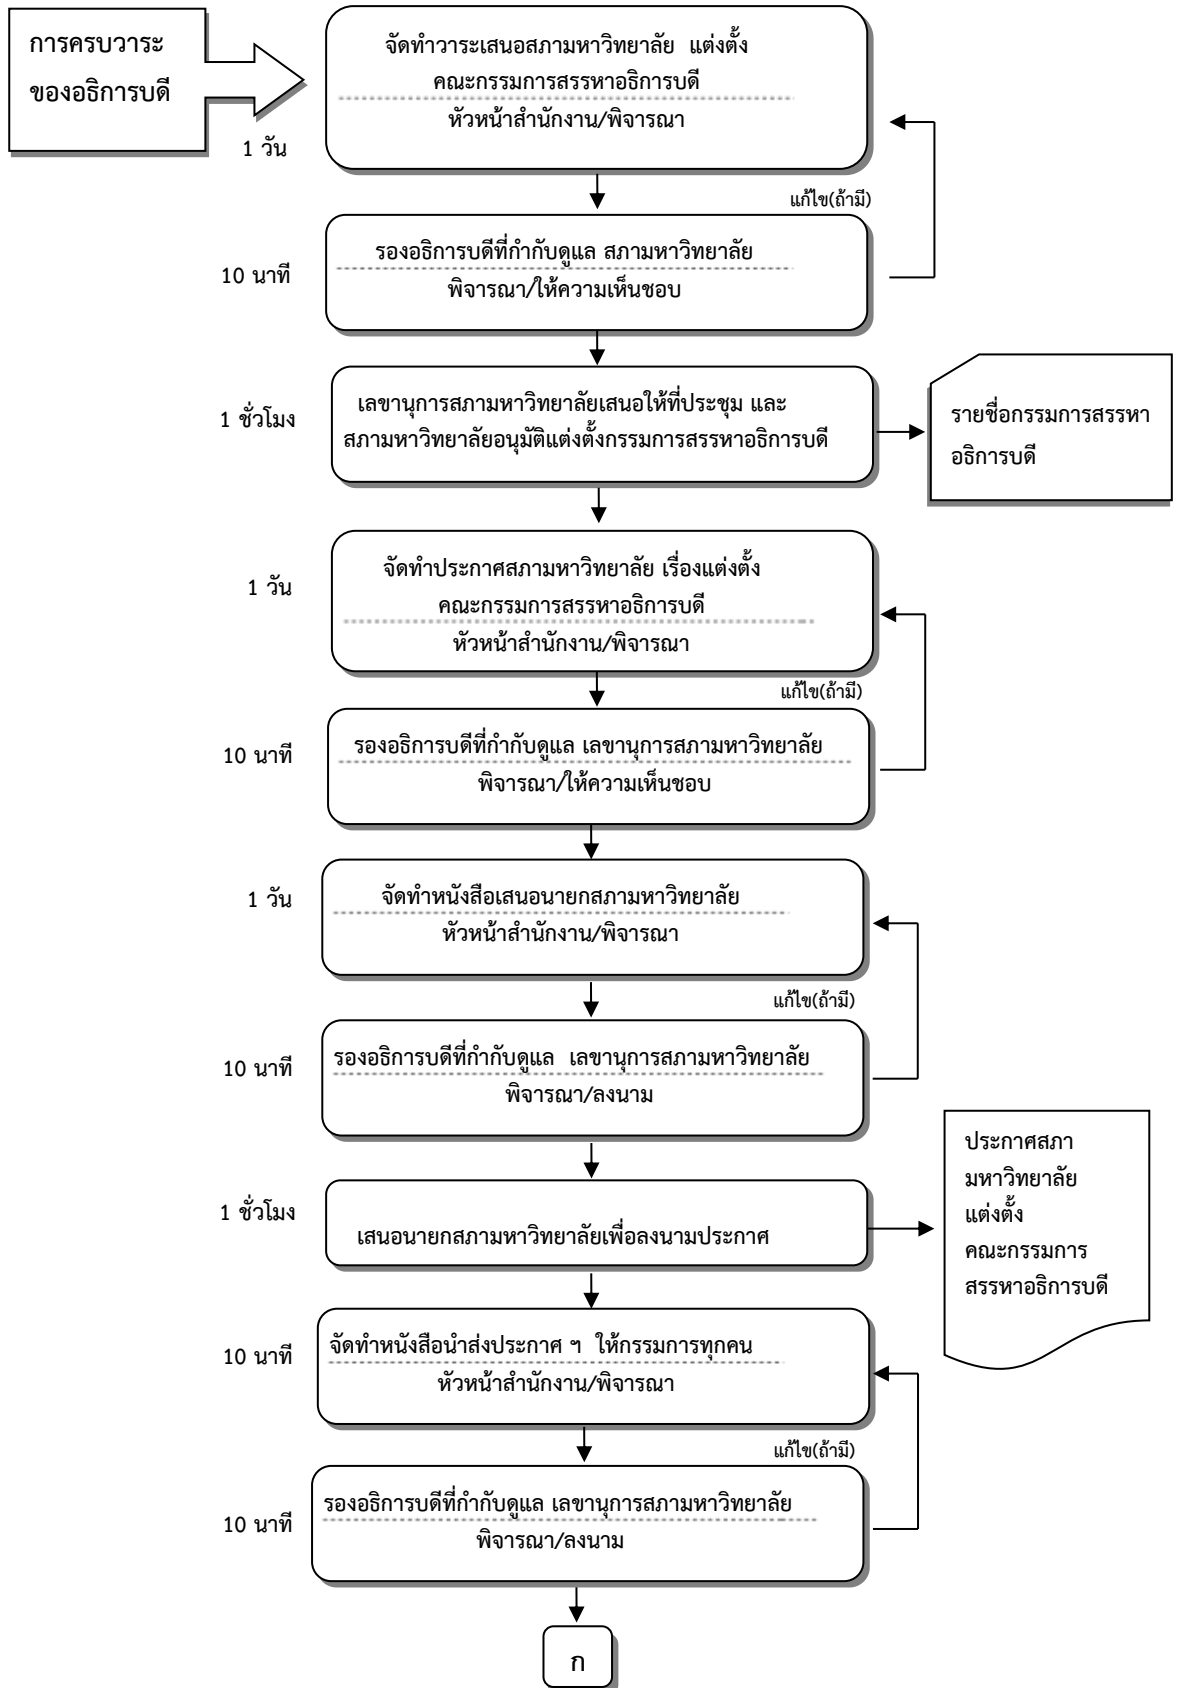 การครบวาระ
ของอธิการบดี
จัดทำวาระเสนอสภามหาวิทยาลัย แต่งตั้ง
คณะกรรมการสรรหาอธิการบดี
หัวหน้าสำนักงาน/พิจารณา
1 วัน
แก้ไข(ถ้ามี)
รองอธิการบดีที่กำกับดูแล สภามหาวิทยาลัย
10 นาที
พิจารณา/ให้ความเห็นชอบ
เลขานุการสภามหาวิทยาลัยเสนอให้ที่ประชุม และ
1 ชั่วโมง
สภามหาวิทยาลัยอนุมัติแต่งตั้งกรรมการสรรหาอธิการบดี
รายชื่อกรรมการสรรหา
อธิการบดี
จัดทำประกาศสภามหาวิทยาลัย เรื่องแต่งตั้ง
1 วัน
คณะกรรมการสรรหาอธิการบดี
หัวหน้าสำนักงาน/พิจารณา
แก้ไข(ถ้ามี)
รองอธิการบดีที่กำกับดูแล เลขานุการสภามหาวิทยาลัย
10 นาที
พิจารณา/ให้ความเห็นชอบ
จัดทำหนังสือเสนอนายกสภามหาวิทยาลัย
1 วัน
หัวหน้าสำนักงาน/พิจารณา
แก้ไข(ถ้ามี)
รองอธิการบดีที่กำกับดูแล เลขานุการสภามหาวิทยาลัย
10 นาที
พิจารณา/ลงนาม
1 ชั่วโมง
เสนอนายกสภามหาวิทยาลัยเพื่อลงนามประกาศ
ประกาศสภา
มหาวิทยาลัย
แต่งตั้ง
คณะกรรมการ
สรรหาอธิการบดี
จัดทำหนังสือนำส่งประกาศ ฯ ให้กรรมการทุกคน
10 นาที
หัวหน้าสำนักงาน/พิจารณา
แก้ไข(ถ้ามี)
รองอธิการบดีที่กำกับดูแล เลขานุการสภามหาวิทยาลัย
10 นาที
พิจารณา/ลงนาม
ก